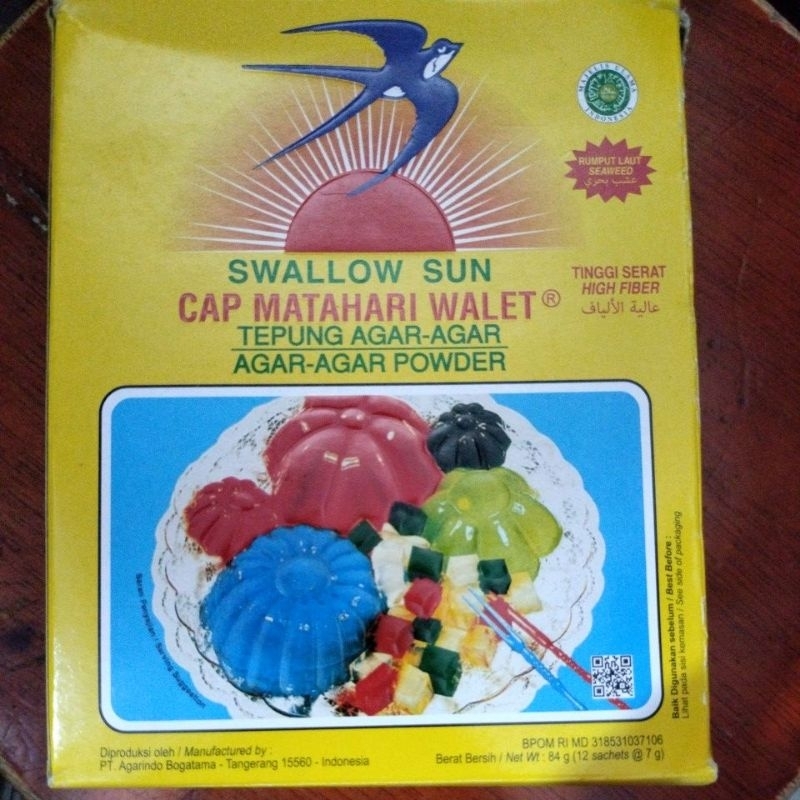 MAJELIS ULAMA
INDONESIA
RUMPUT LAUT
SEAWEED
عشب بحري
SWALLOW SUN
CAP MATAHARI WALET®
TEPUNG AGAR-AGAR
AGAR-AGAR POWDER
TINGGI SERAT
HIGH FIBER
عالية الألياف
Saran Penyajian / Serving Suggestion
Baik Digunakan sebelum / Best Before :
Lihat pada sisi kemasan / See side of packaging
Diproduksi oleh / Manufactured by :
PT. Agarindo Bogatama - Tangerang 15560 - Indonesia
BPOM RI MD 318531037106
Berat Bersih / Net Wt : 84 g (12 sachets @ 7 g)